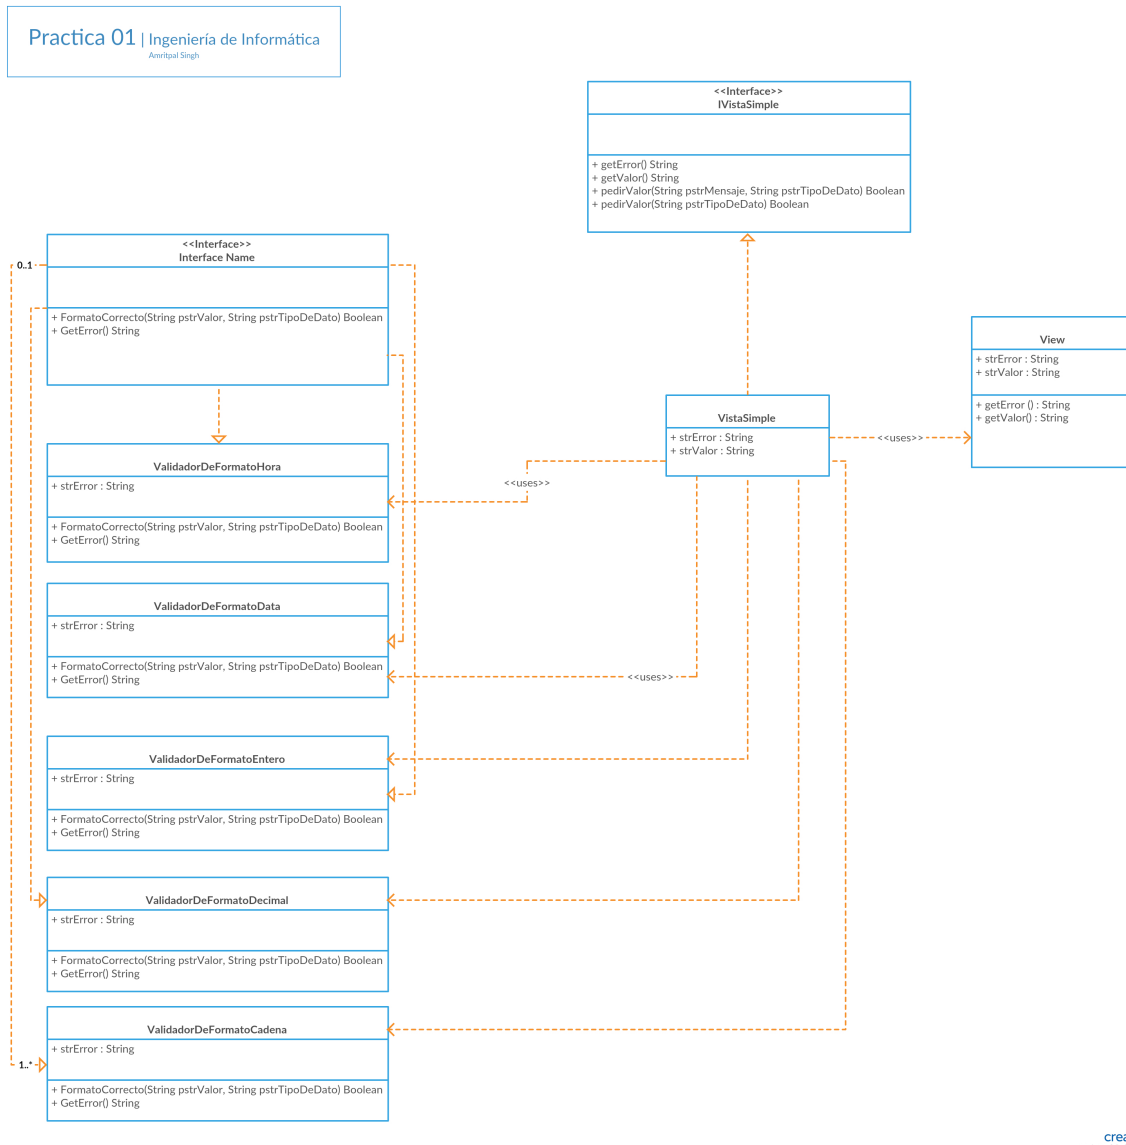 Practica 01 | Ingeniería de Informática
Amritpal Singh
<<Interface>>
IVistaSimple
+ getError() String
+ getValor() String
+ pedirValor(String pstrMensaje, String pstrTipoDeDato) Boolean
+ pedirValor(String pstrTipoDeDato) Boolean
<<Interface>>
Interface Name
+ FormatoCorrecto(String pstrValor, String pstrTipoDeDato) Boolean
+ GetError() String
0..1
View
+ strError : String
+ strValor : String
+ getError () : String
+ getValor() : String
VistaSimple
+ strError : String
+ strValor : String
<<uses>>
<<uses>>
ValidadorDeFormatoHora
+ strError : String
+ FormatoCorrecto(String pstrValor, String pstrTipoDeDato) Boolean
+ GetError() String
ValidadorDeFormatoData
+ strError : String
+ FormatoCorrecto(String pstrValor, String pstrTipoDeDato) Boolean
+ GetError() String
<<uses>>
ValidadorDeFormatoEntero
+ strError : String
+ FormatoCorrecto(String pstrValor, String pstrTipoDeDato) Boolean
+ GetError() String
ValidadorDeFormatoDecimal
+ strError : String
+ FormatoCorrecto(String pstrValor, String pstrTipoDeDato) Boolean
+ GetError() String
ValidadorDeFormatoCadena
+ strError : String
1..*
+ FormatoCorrecto(String pstrValor, String pstrTipoDeDato) Boolean
+ GetError() String